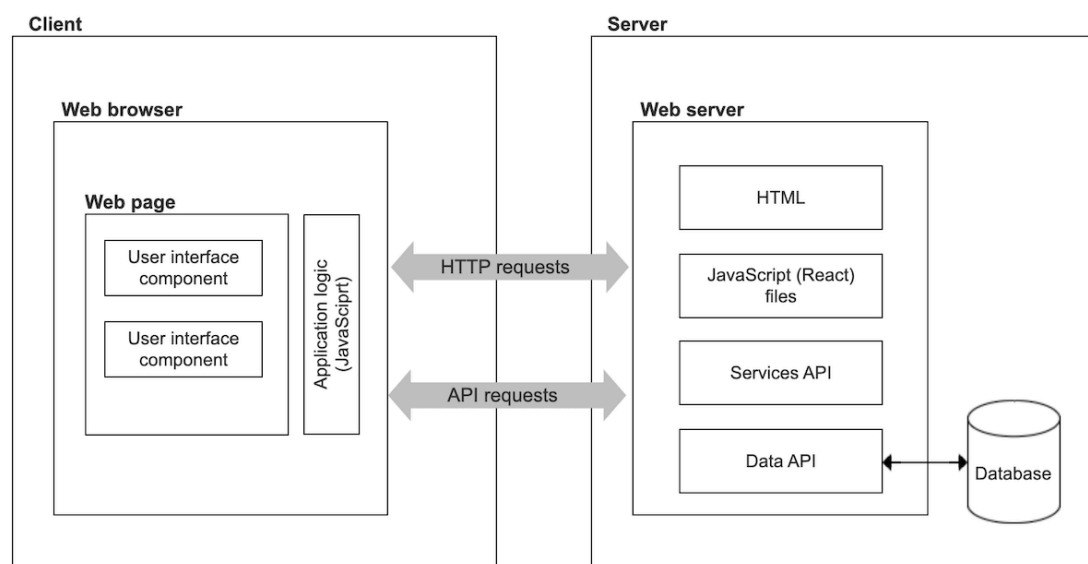 Client
Server
Web browser
Web server
Web page
User interface
component
User interface
component
Application logic
(JavaSciprt)
HTTP requests
API requests
HTML
JavaScript (React)
files
Services API
Data API
Database